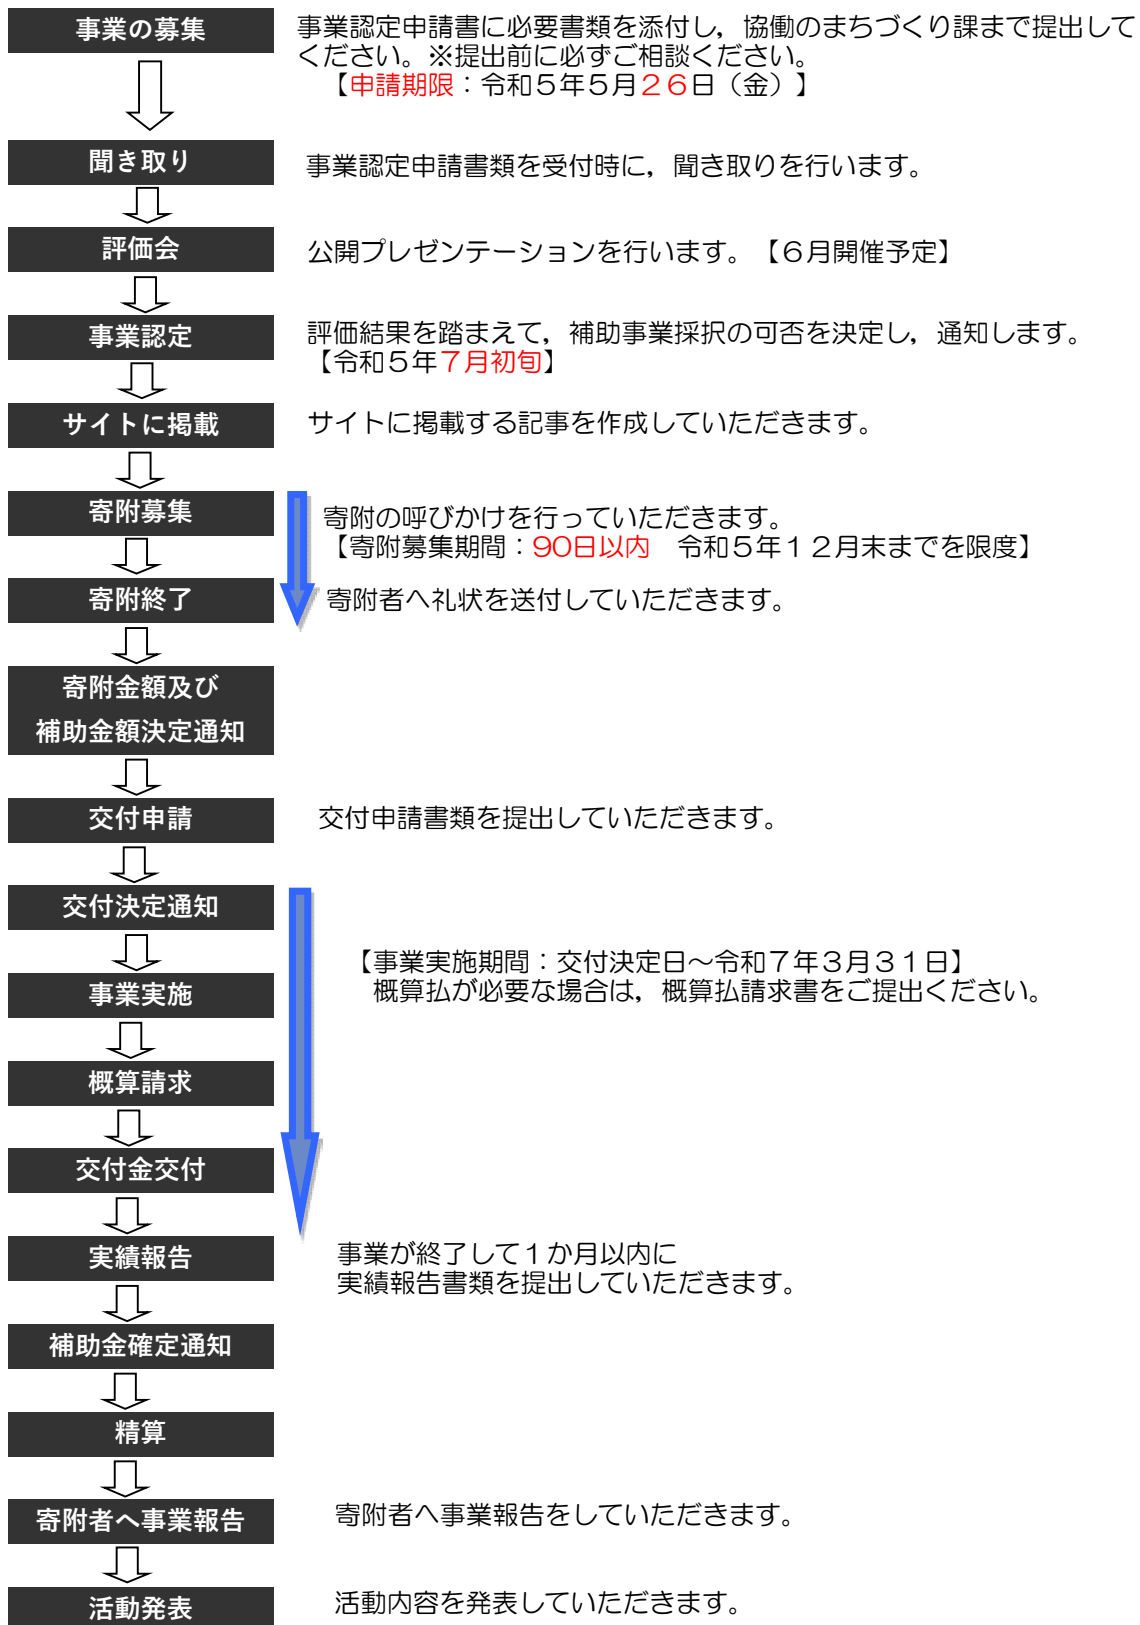 事業の募集
事業認定申請書に必要書類を添付し，協働のまちづくり課まで提出して
ください。※提出前に必ずご相談ください。
【申請期限：令和５年５月２６日（金）】
聞き取り
事業認定申請書類を受付時に，聞き取りを行います。
評価会
公開プレゼンテーションを行います。【６月開催予定】
事業認定
評価結果を踏まえて，補助事業採択の可否を決定し，通知します。
【令和５年７月初旬】
サイトに掲載
サイトに掲載する記事を作成していただきます。
寄附募集
寄附の呼びかけを行っていただきます。
【寄附募集期間：90日以内　令和５年１２月末までを限度】
寄附終了
寄附者へ礼状を送付していただきます。
寄附金額及び
補助金額決定通知
交付申請
交付申請書類を提出していただきます。
交付決定通知
【事業実施期間：交付決定日～令和７年３月３１日】
概算払が必要な場合は，概算払請求書をご提出ください。
事業実施
概算請求
交付金交付
実績報告
事業が終了して１か月以内に
実績報告書類を提出していただきます。
補助金確定通知
精算
寄附者へ事業報告
寄附者へ事業報告をしていただきます。
活動発表
活動内容を発表していただきます。